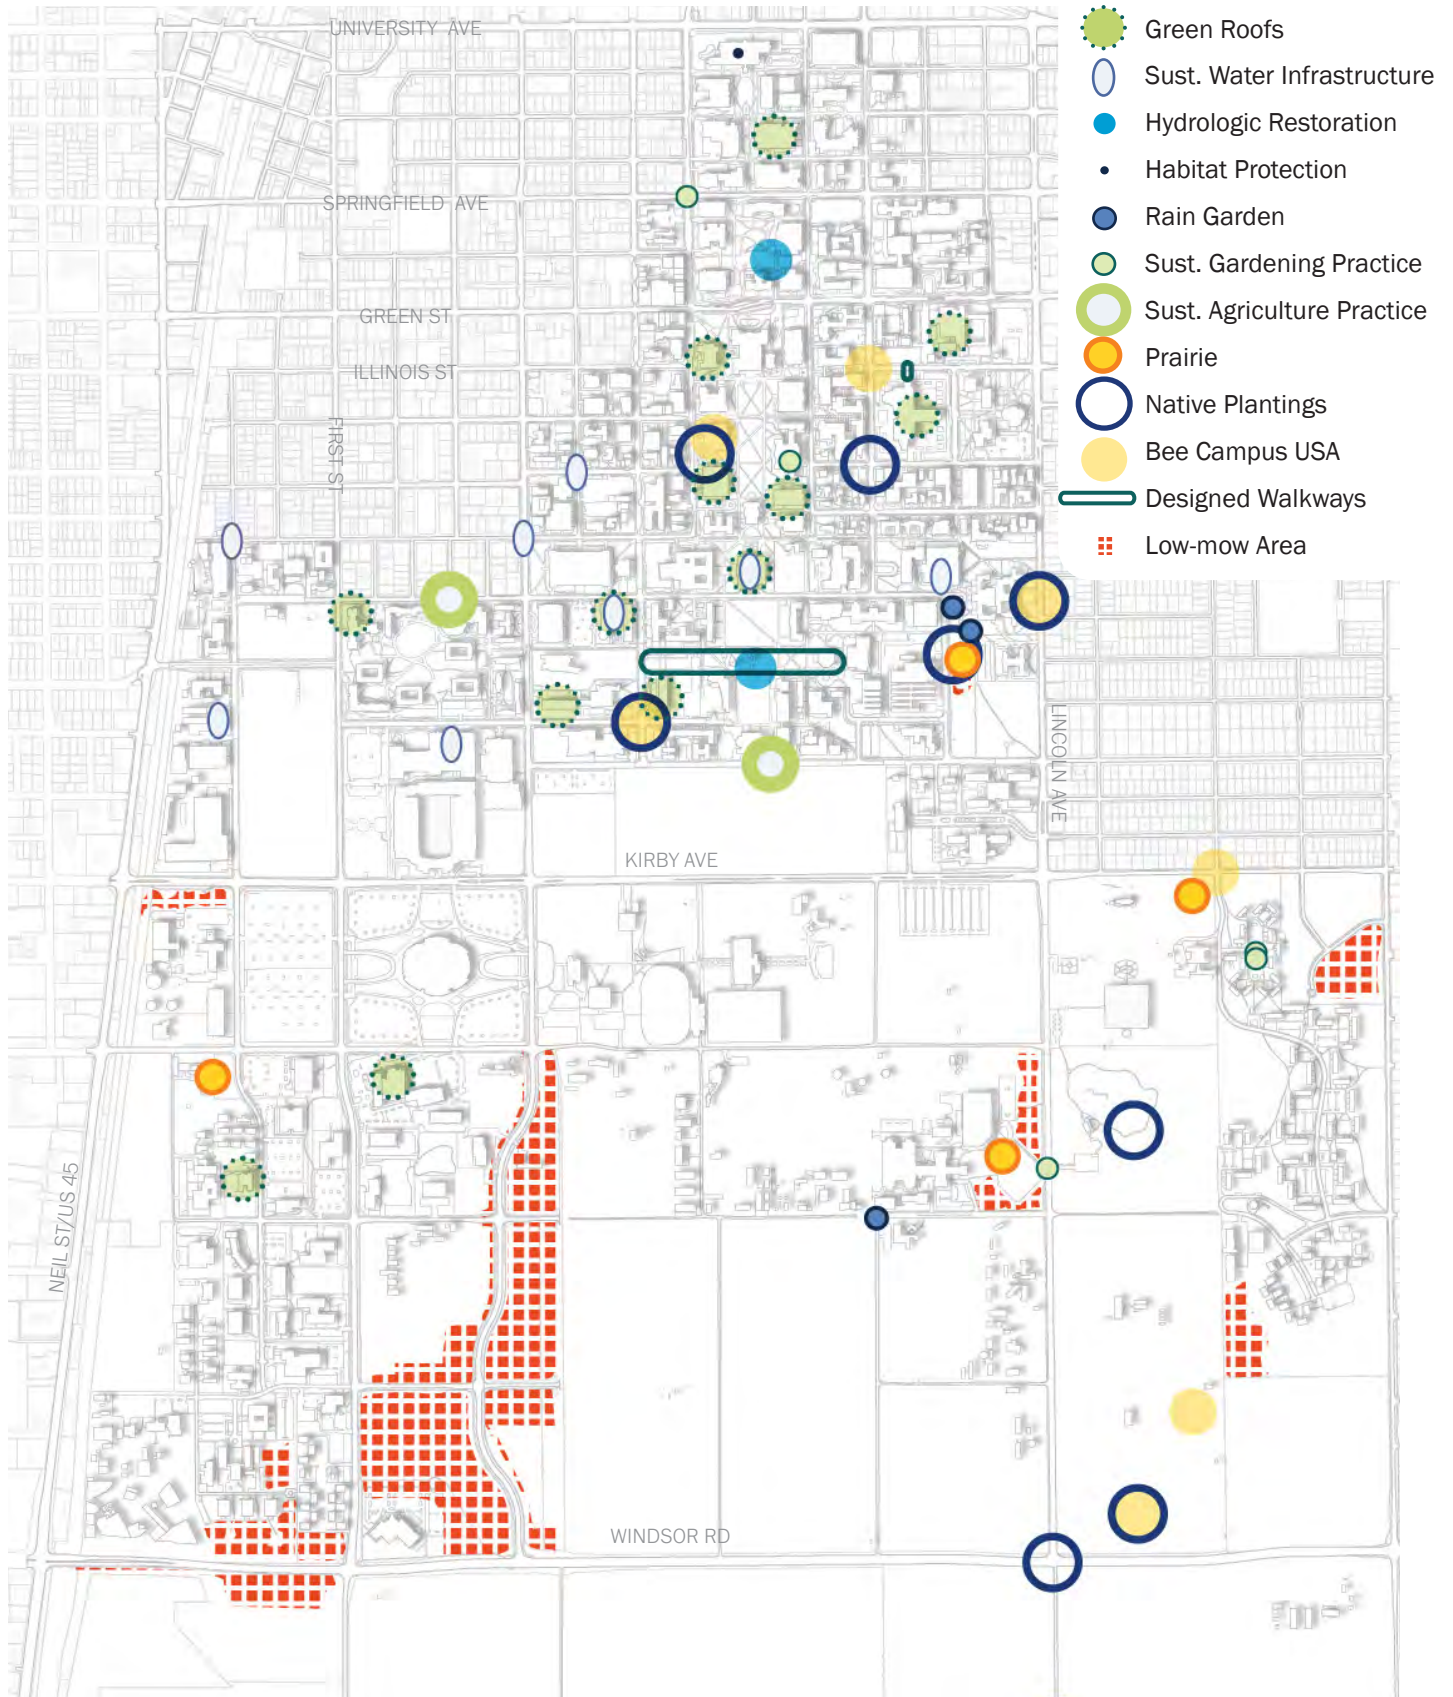 UNIVERSITY AVE
SPRINGFIELD AVE
GREEN ST
ILLINOIS ST
FIRST ST
LINCOLN AVE
KIRBY AVE
NEIL ST/US 45
WINDSOR RD
Green Roofs
Sust. Water Infrastructure
Hydrologic Restoration
Habitat Protection
Rain Garden
Sust. Gardening Practice
Sust. Agriculture Practice
Prairie
Native Plantings
Bee Campus USA
Designed Walkways
Low-mow Area